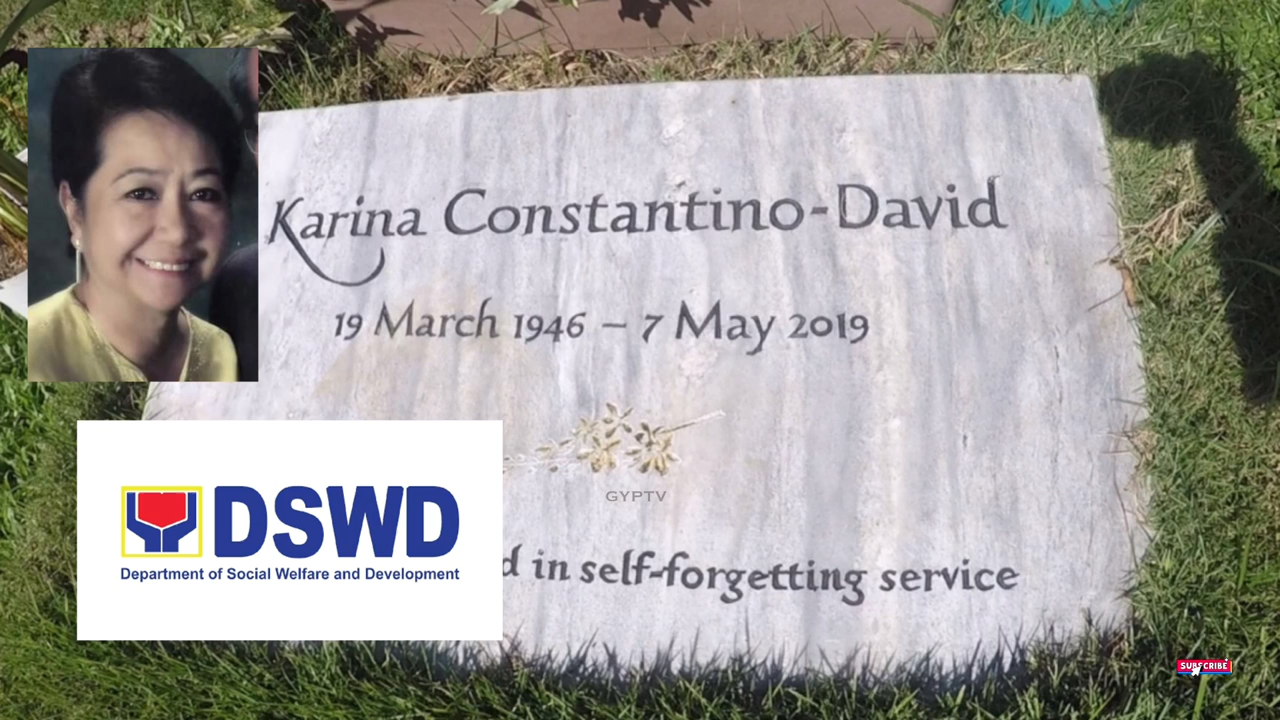 Karina Constantino-David
19 March 1946 – 7 May 2019
GYPTV
DSWD
Department of Social Welfare and Development
in self-forgetting service
SUBSCRIBE